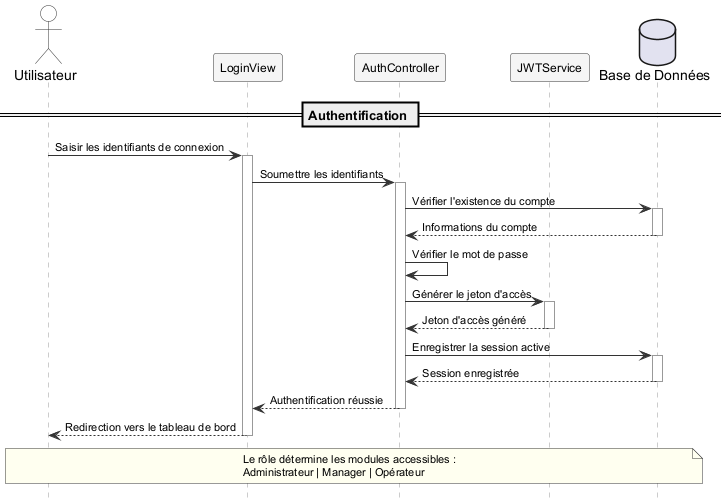 Utilisateur
LoginView
AuthController
JWTService
Base de Données
Authentification
Saisir les identifiants de connexion
Soumettre les identifiants
Vérifier l'existence du compte
Informations du compte
Vérifier le mot de passe
Générer le jeton d'accès
Jeton d'accès généré
Enregistrer la session active
Session enregistrée
Authentification réussie
Redirection vers le tableau de bord
Le rôle détermine les modules accessibles :
Administrateur | Manager | Opérateur